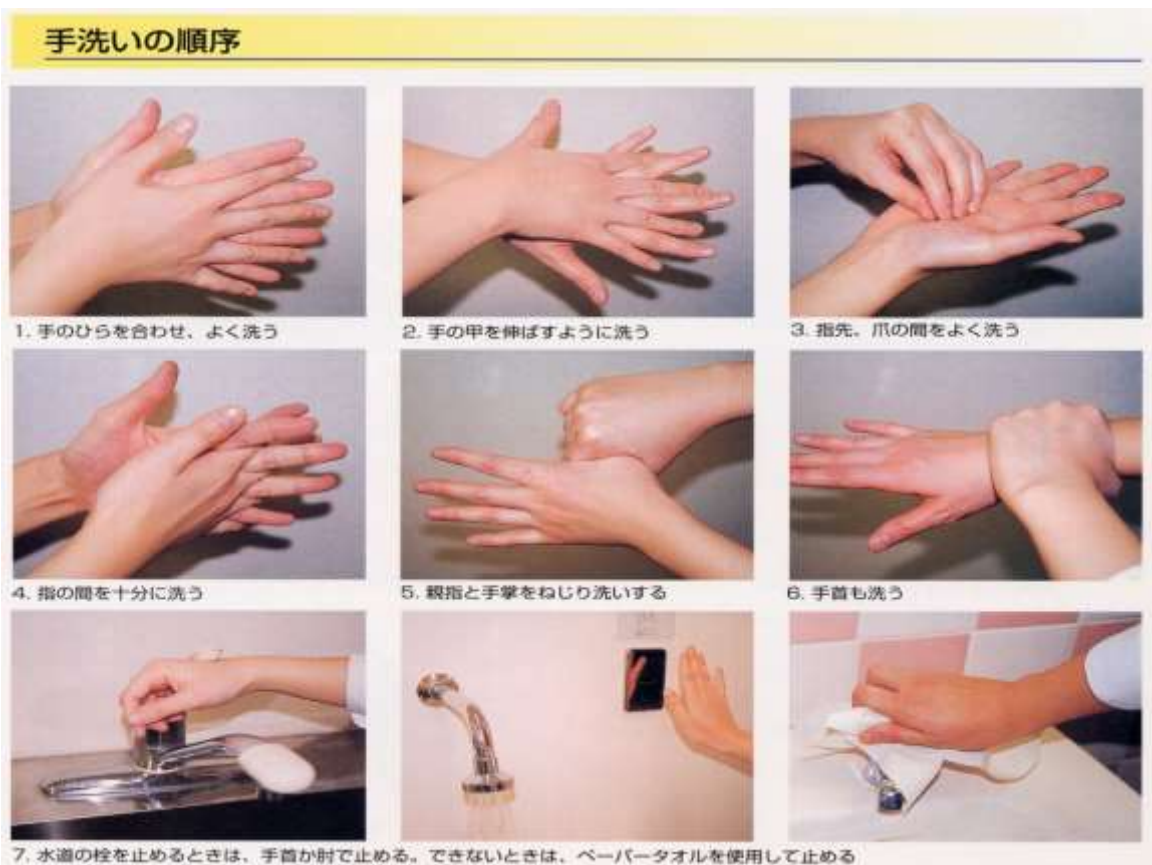 手洗いの順序
1. 手のひらを合わせ、よく洗う
2. 手の甲を伸ばすように洗う
3. 指先、爪の間をよく洗う
4. 指の間を十分に洗う
5. 親指と手掌をねじり洗いする
6. 手首も洗う
7. 水道の栓を止めるときは、手首か肘で止める。できないときは、ペーパータオルを使用して止める